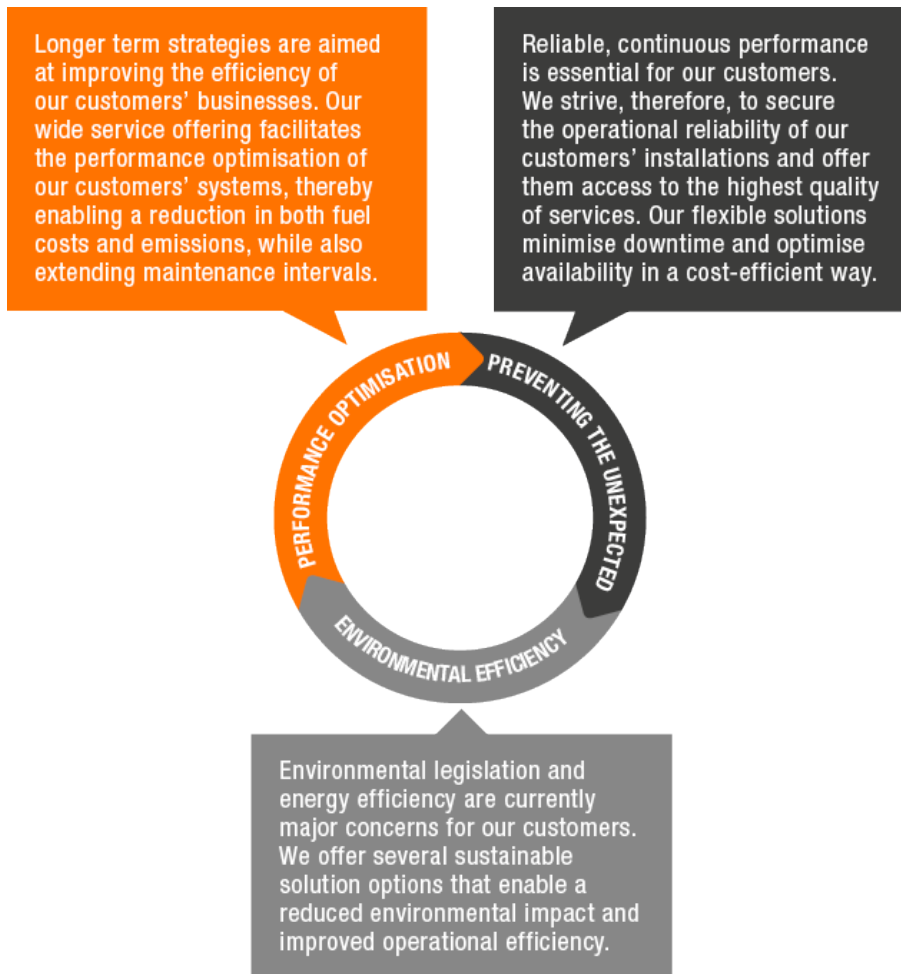 Longer term strategies are aimed
at improving the efficiency of
our customers’ businesses. Our
wide service offering facilitates
the performance optimisation of
our customers’ systems, thereby
enabling a reduction in both fuel
costs and emissions, while also
extending maintenance intervals.
Reliable, continuous performance
is essential for our customers.
We strive, therefore, to secure
the operational reliability of our
customers’ installations and offer
them access to the highest quality
of services. Our flexible solutions
minimise downtime and optimise
availability in a cost-efficient way.
PERFORMANCE OPTIMISATION
PREVENTING THE UNEXPECTED
ENVIRONMENTAL EFFICIENCY
Environmental legislation and
energy efficiency are currently
major concerns for our customers.
We offer several sustainable
solution options that enable a
reduced environmental impact and
improved operational efficiency.